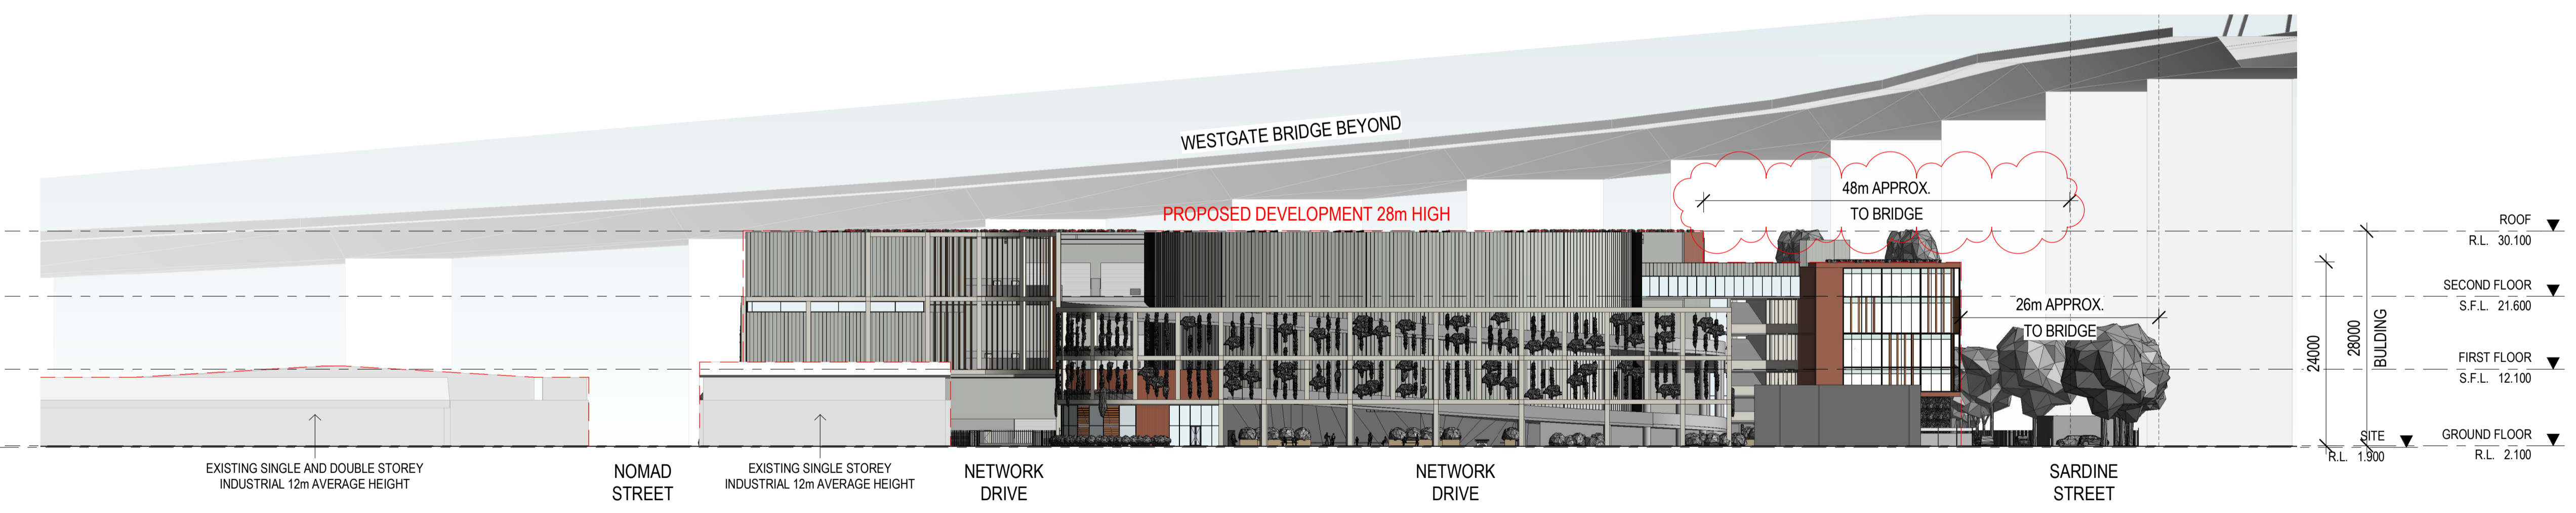 WESTGATE BRIDGE BEYOND
PROPOSED DEVELOPMENT 28m HIGH
48m APPROX.
TO BRIDGE
26m APPROX.
TO BRIDGE
ROOF
R.L. 30.100
SECOND FLOOR
S.F.L. 21.600
FIRST FLOOR
S.F.L. 12.100
GROUND FLOOR
R.L. 2.100
SITE
R.L. 1.900
24000
28000
BULDING
EXISTING SINGLE AND DOUBLE STOREY
INDUSTRIAL 12m AVERAGE HEIGHT
NOMAD
STREET
EXISTING SINGLE STOREY
INDUSTRIAL 12m AVERAGE HEIGHT
NETWORK
DRIVE
NETWORK
DRIVE
SARDINE
STREET